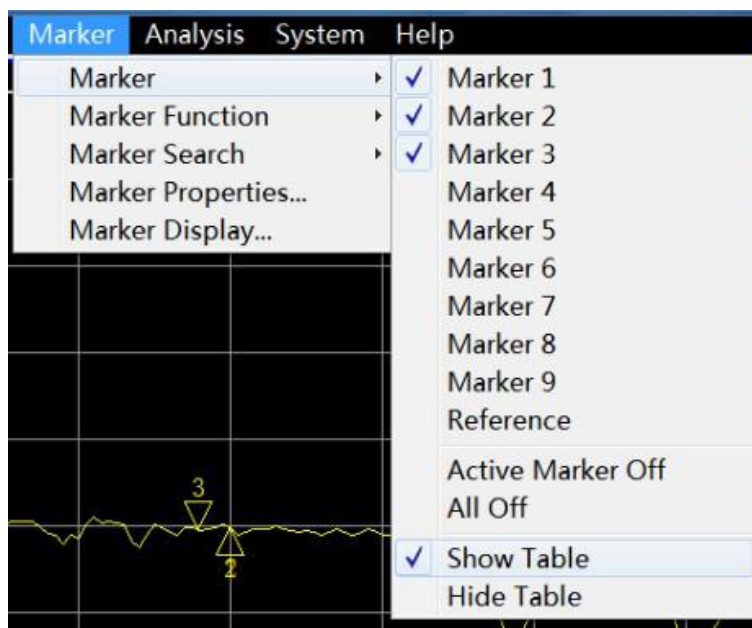 Marker Analysis System Help
Marker
Marker Function
Marker Search
Marker Properties...
Marker Display...
Marker 1
Marker 2
Marker 3
Marker 4
Marker 5
Marker 6
Marker 7
Marker 8
Marker 9
Reference
Active Marker Off
All Off
Show Table
Hide Table
3